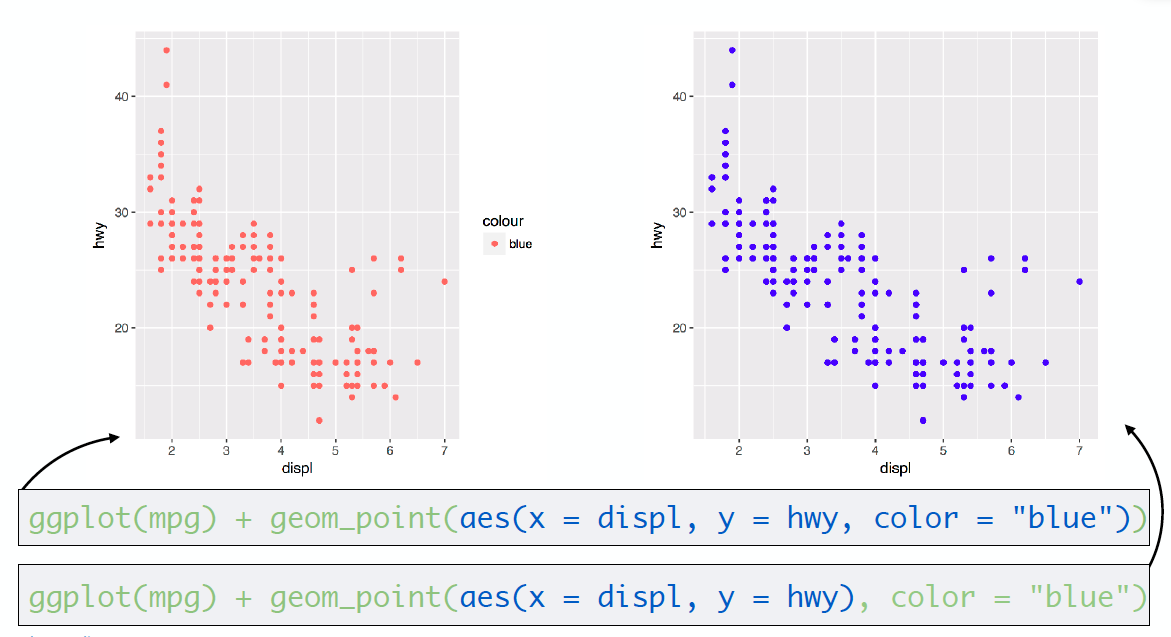 40
30
20
hwy
2 3 4 5 6 7
displ
colour
blue
40
30
20
hwy
2 3 4 5 6 7
displ
ggplot(mpg) + geom_point(aes(x = displ, y = hwy, color = "blue"))
ggplot(mpg) + geom_point(aes(x = displ, y = hwy), color = "blue")